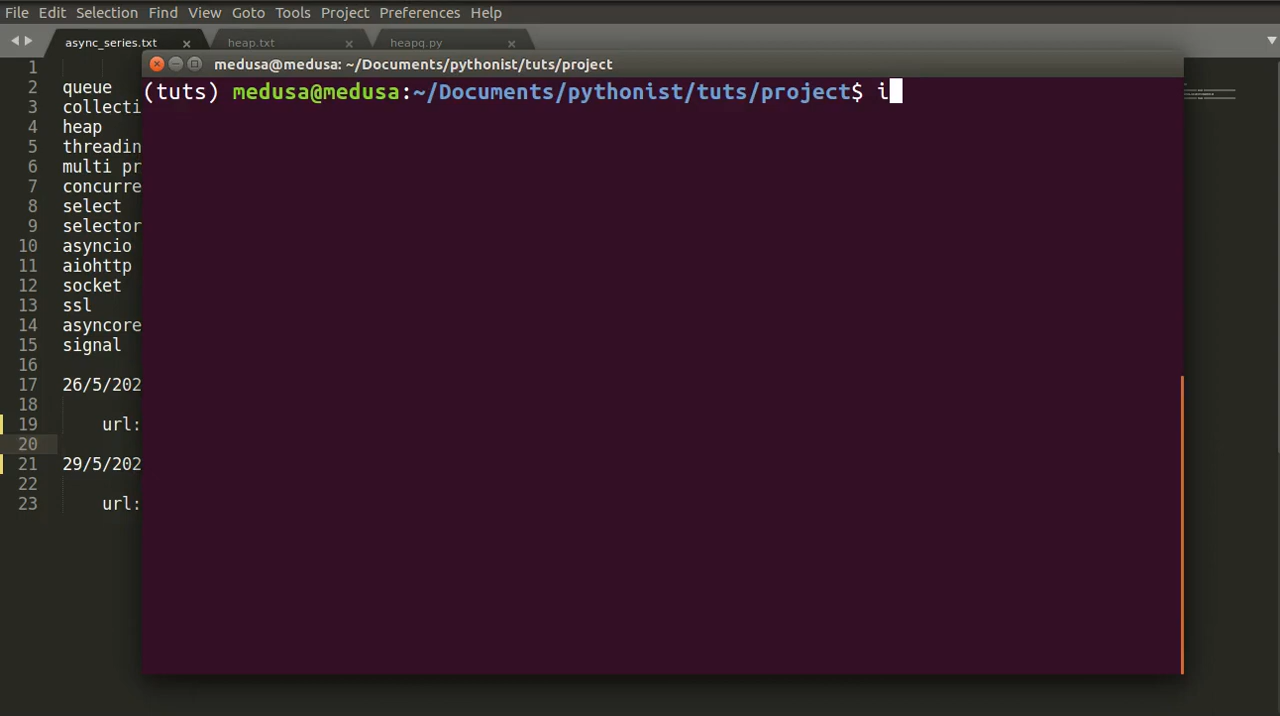 File Edit Selection Find View Goto Tools Project Preferences Help
async_series.txt × heap.txt × heapq.py ×
medusa@medusa: ~/Documents/pythonist/tuts/project
(tuts) medusa@medusa:~/Documents/pythonist/tuts/project$ i
1
2 queue
3 collecti
4 heap
5 threadin
6 multi pr
7 concurre
8 select
9 selector
10 asyncio
11 aiohttp
12 socket
13 ssl
14 asyncore
15 signal
16
17 26/5/202
18
19 url:
20
21 29/5/202
22
23 url: